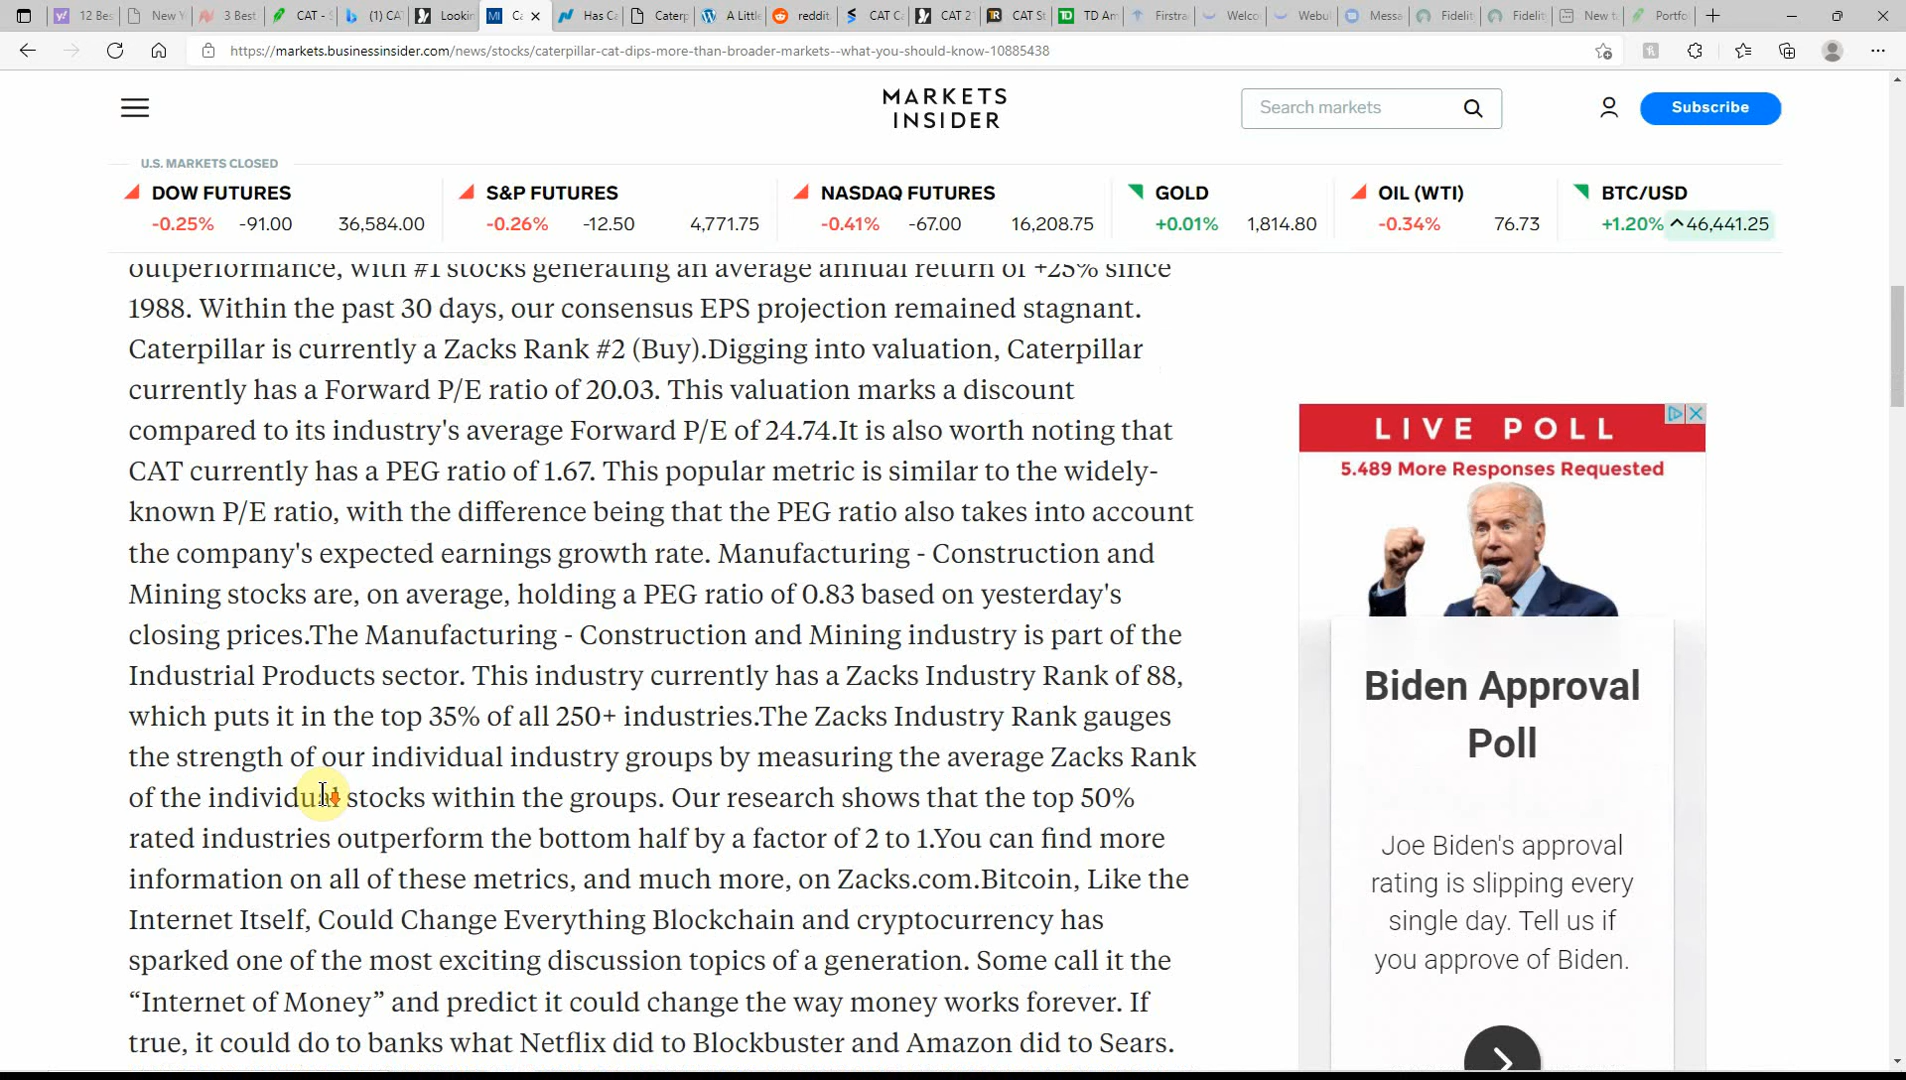 12 Bes
New Y
3 Best
CAT - S
(1) CA
Lookin
Ca
Has Ca
Caterp
A Little
reddit
CAT Ca
CAT 2
CAT St
TD Am
Firstra
Welco
Webul
Messa
Fidelit
Fidelit
New t
Portfo
https://markets.businessinsider.com/news/stocks/caterpillar-cat-dips-more-than-broader-markets--what-you-should-know-10885438
MARKETS
INSIDER
Search markets
Subscribe
U.S. MARKETS CLOSED
DOW FUTURES
-0.25% -91.00 36,584.00
S&P FUTURES
-0.26% -12.50 4,771.75
NASDAQ FUTURES
-0.41% -67.00 16,208.75
GOLD
+0.01% 1,814.80
OIL (WTI)
-0.34% 76.73
BTC/USD
+1.20% 46,441.25
outperformance, with #1 stocks generating an average annual return of +25% since
1988. Within the past 30 days, our consensus EPS projection remained stagnant.
Caterpillar is currently a Zacks Rank #2 (Buy).Digging into valuation, Caterpillar
currently has a Forward P/E ratio of 20.03. This valuation marks a discount
compared to its industry's average Forward P/E of 24.74.It is also worth noting that
CAT currently has a PEG ratio of 1.67. This popular metric is similar to the widely-
known P/E ratio, with the difference being that the PEG ratio also takes into account
the company's expected earnings growth rate. Manufacturing - Construction and
Mining stocks are, on average, holding a PEG ratio of 0.83 based on yesterday's
closing prices.The Manufacturing - Construction and Mining industry is part of the
Industrial Products sector. This industry currently has a Zacks Industry Rank of 88,
which puts it in the top 35% of all 250+ industries.The Zacks Industry Rank gauges
the strength of our individual industry groups by measuring the average Zacks Rank
of the individual stocks within the groups. Our research shows that the top 50%
rated industries outperform the bottom half by a factor of 2 to 1.You can find more
information on all of these metrics, and much more, on Zacks.com.Bitcoin, Like the
Internet Itself, Could Change Everything Blockchain and cryptocurrency has
sparked one of the most exciting discussion topics of a generation. Some call it the
“Internet of Money” and predict it could change the way money works forever. If
true, it could do to banks what Netflix did to Blockbuster and Amazon did to Sears.
LIVE POLL
5.489 More Responses Requested
Biden Approval
Poll
Joe Biden's approval
rating is slipping every
single day. Tell us if
you approve of Biden.